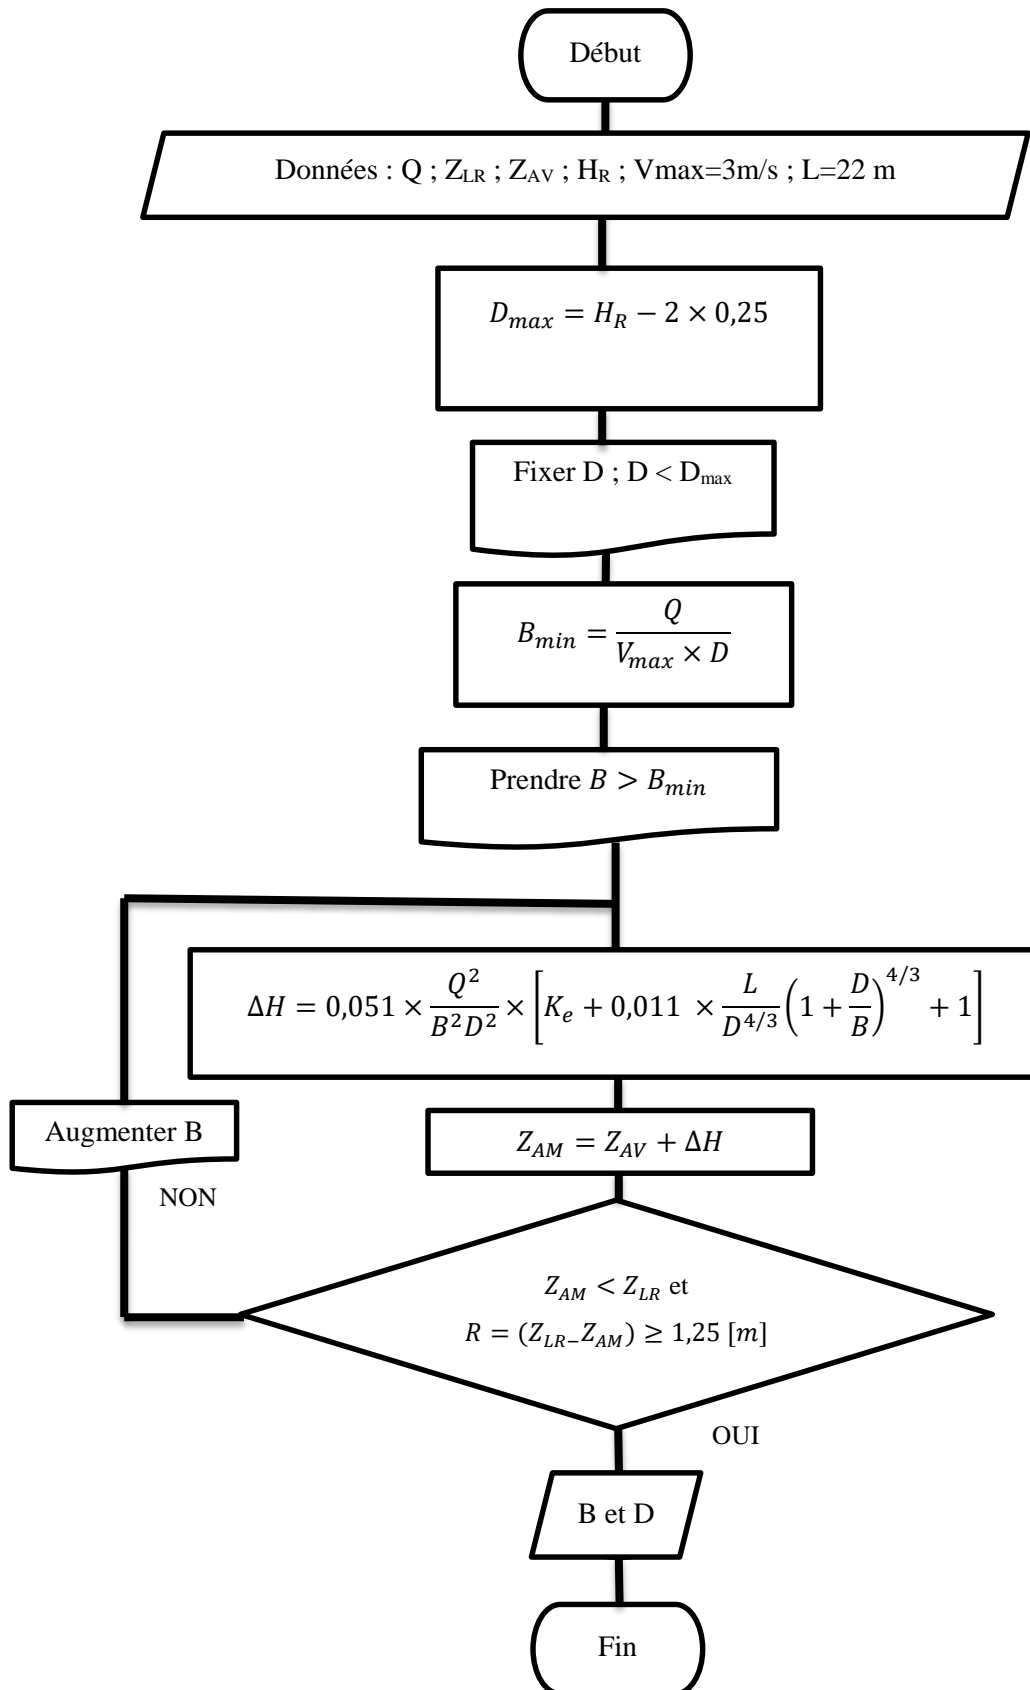 Début
Données : Q ; Z_LR ; Z_AV ; H_R ; Vmax=3m/s ; L=22 m
D_max = H_R − 2 × 0,25
Fixer D ; D < D_max
B_min = Q / (V_max × D)
Prendre B > B_min
ΔH = 0,051 × Q²/(B²D²) × [K_e + 0,011 × L/D^{4/3} (1 + D/B)^{4/3} + 1]
Augmenter B
Z_AM = Z_AV + ΔH
NON
Z_AM < Z_LR et
R = (Z_LR−Z_AM) ≥ 1,25 [m]
OUI
B et D
Fin